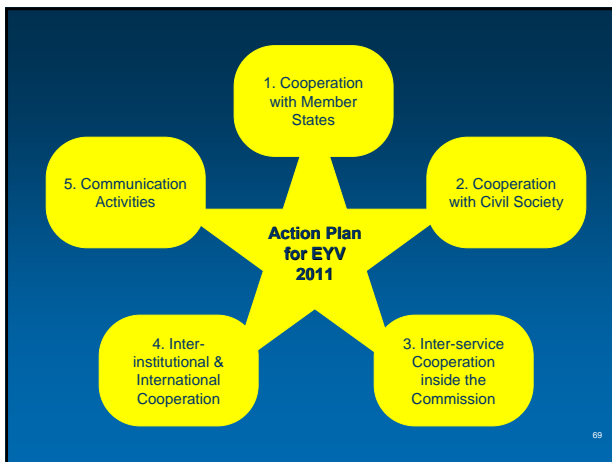 1. Cooperation
with Member
States
2. Cooperation
with Civil Society
3. Inter-service
Cooperation
inside the
Commission
4. Inter-
institutional &
International
Cooperation
5. Communication
Activities
Action Plan
for EYV
2011
69